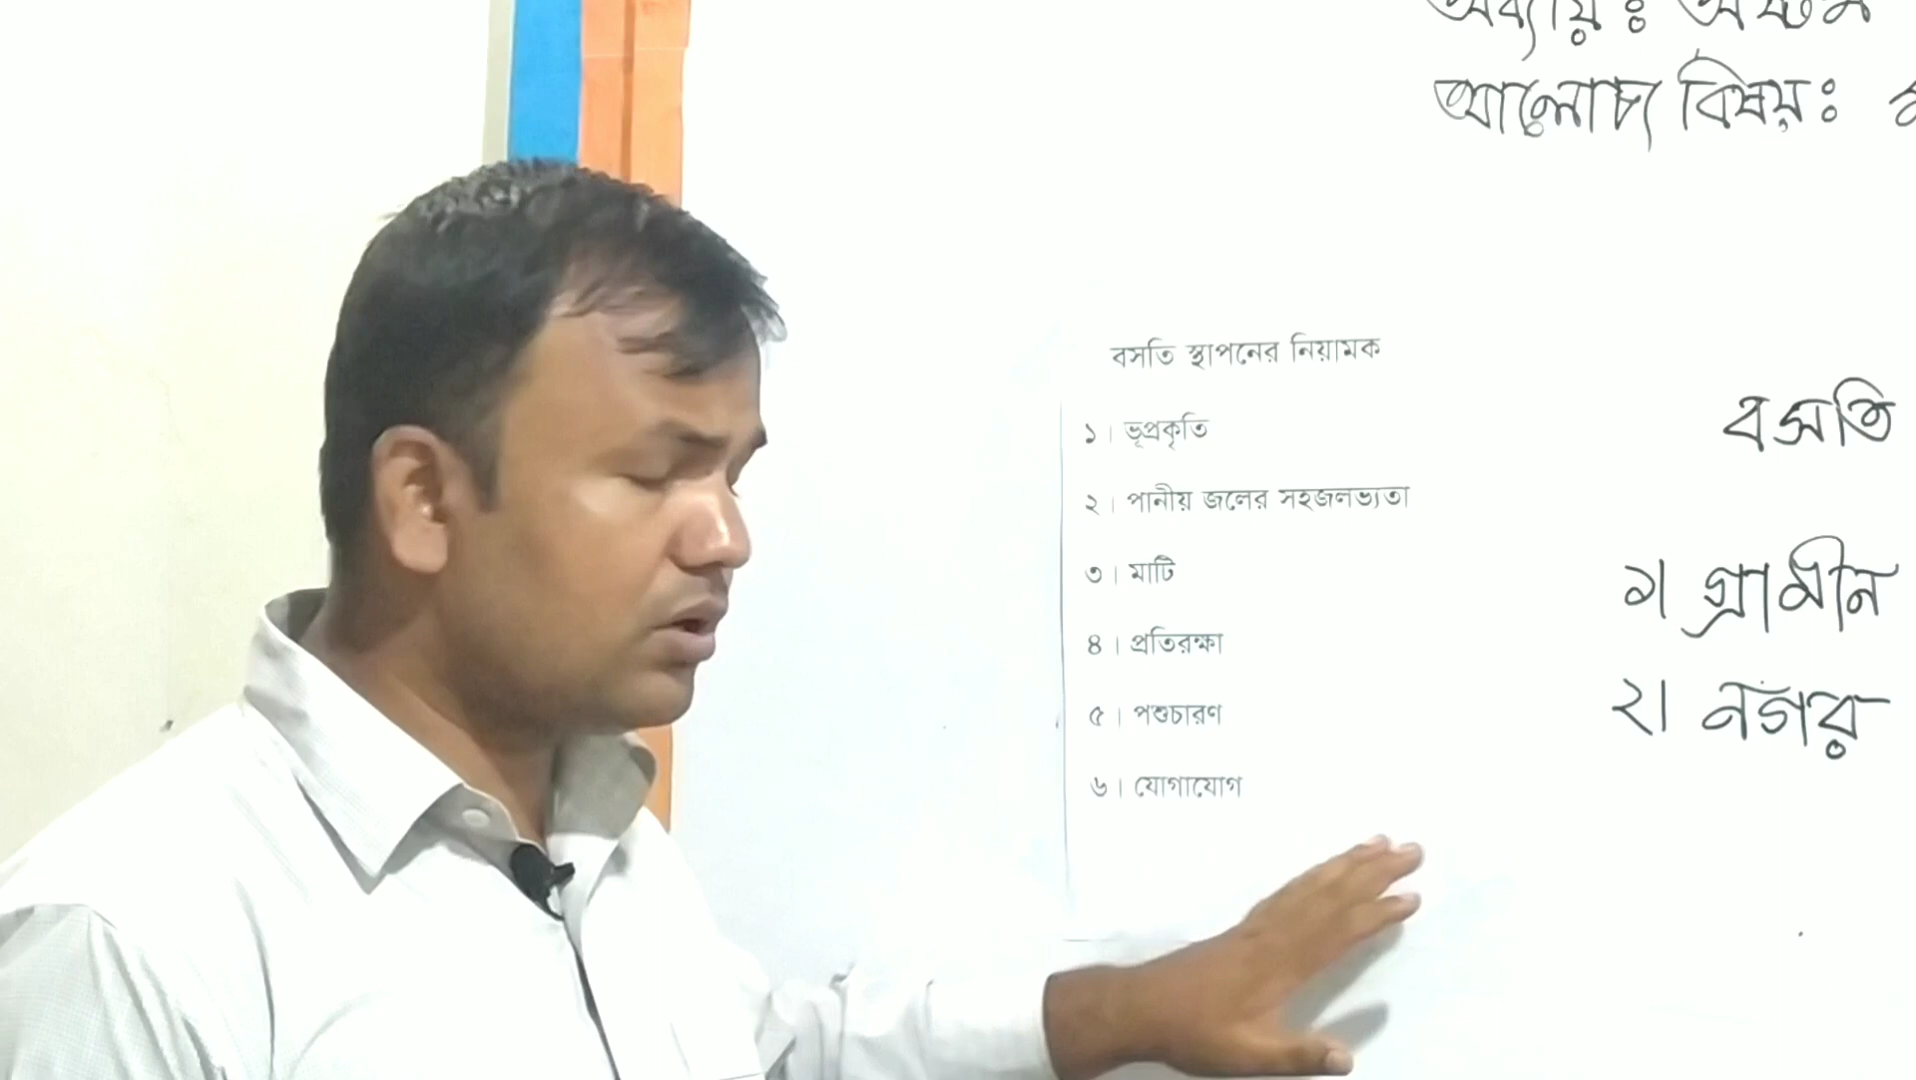 অধ্যায়ঃ অষ্টম
আলোচ্য বিষয়ঃ
বসতি স্থাপনের নিয়ামক
১। ভূপ্রকৃতি
২। পানীয় জলের সহজলভ্যতা
৩। মাটি
৪। প্রতিরক্ষা
৫। পশুচারণ
৬। যোগাযোগ
বসতি
১। গ্রামীন
২। নগর